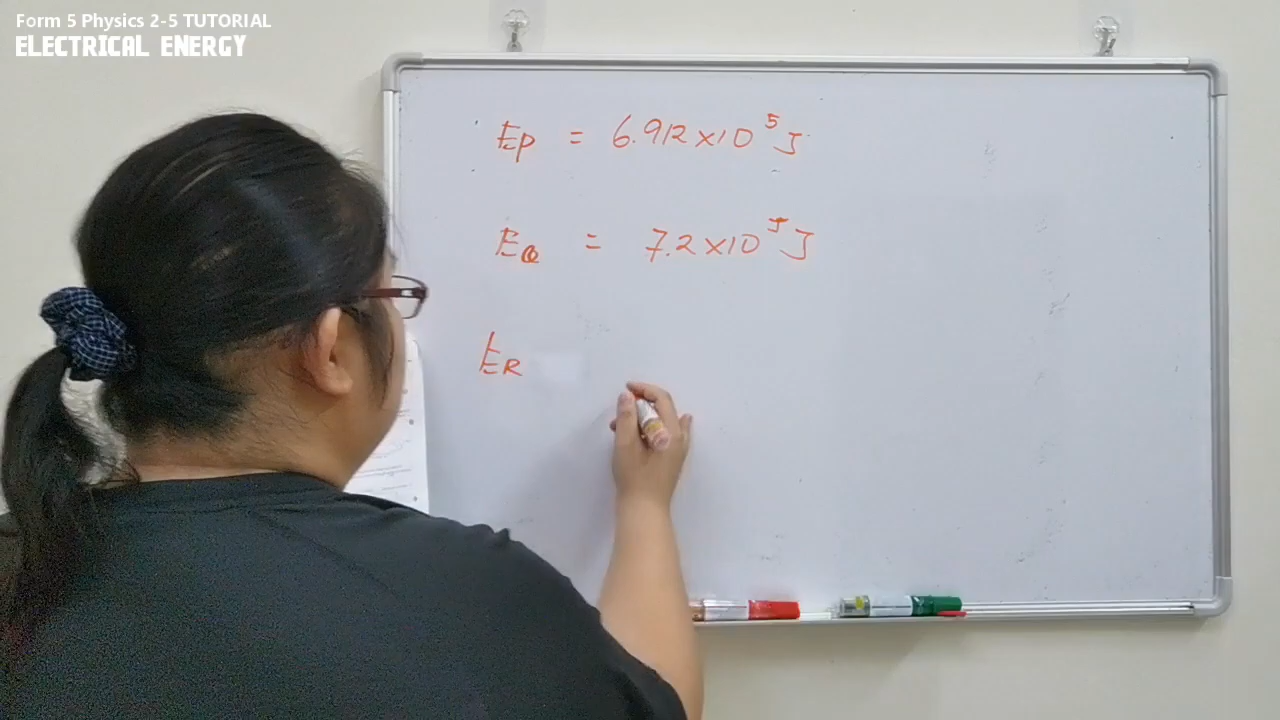 Form 5 Physics 2-5 TUTORIAL
ELECTRICAL ENERGY
Ep = 6.912×10⁵ J
EQ = 7.2×10⁵ J
ER